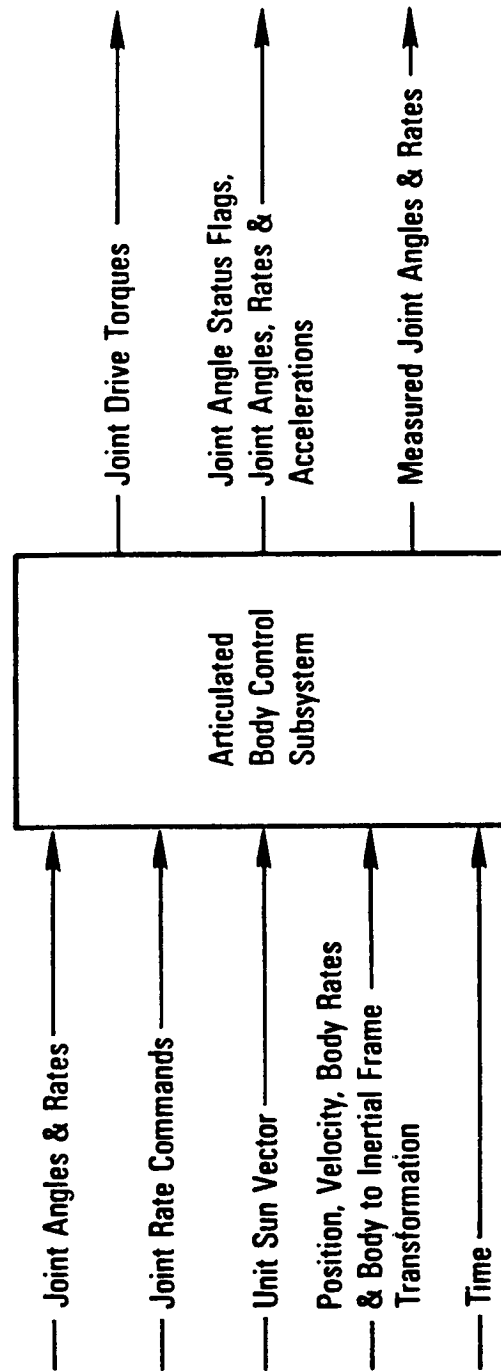 Joint Angles & Rates
Joint Rate Commands
Unit Sun Vector
Position, Velocity, Body Rates
& Body to Inertial Frame
Transformation
Time
Articulated
Body Control
Subsystem
Joint Drive Torques
Joint Angle Status Flags,
Joint Angles, Rates &
Accelerations
Measured Joint Angles & Rates